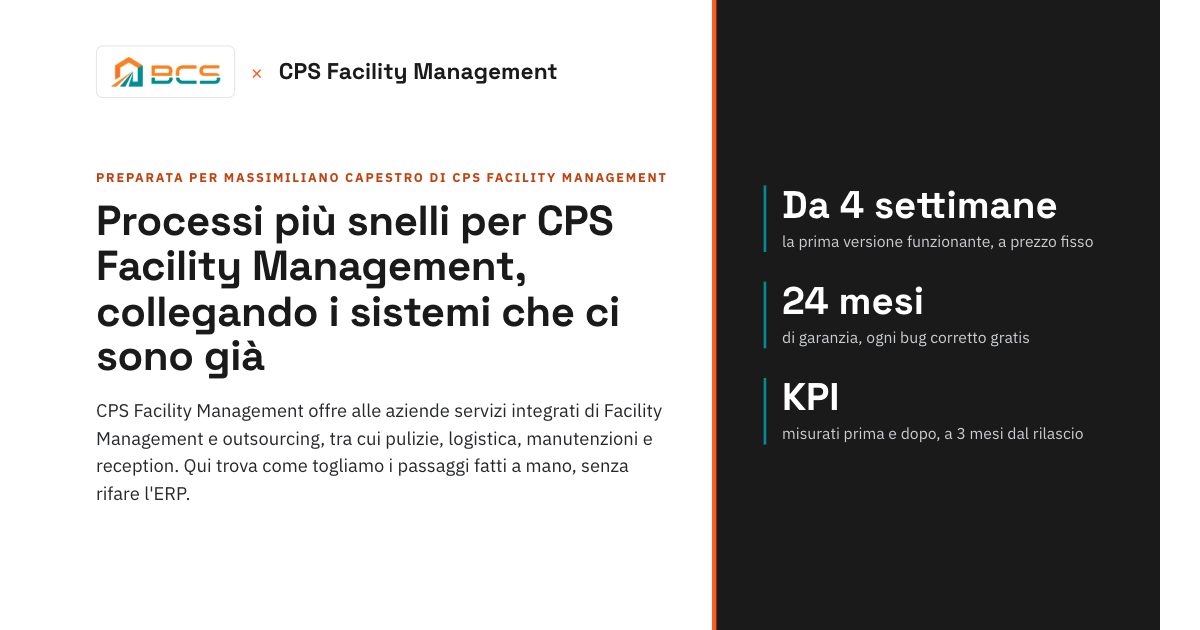 BCS × CPS Facility Management
PREPARATA PER MASSIMILIANO CAPESTRO DI CPS FACILITY MANAGEMENT
Processi più snelli per CPS
Facility Management,
collegando i sistemi che ci
sono già
CPS Facility Management offre alle aziende servizi integrati di Facility
Management e outsourcing, tra cui pulizie, logistica, manutenzioni e
reception. Qui trova come togliamo i passaggi fatti a mano, senza
rifare l'ERP.
Da 4 settimane
la prima versione funzionante, a prezzo fisso
24 mesi
di garanzia, ogni bug corretto gratis
KPI
misurati prima e dopo, a 3 mesi dal rilascio